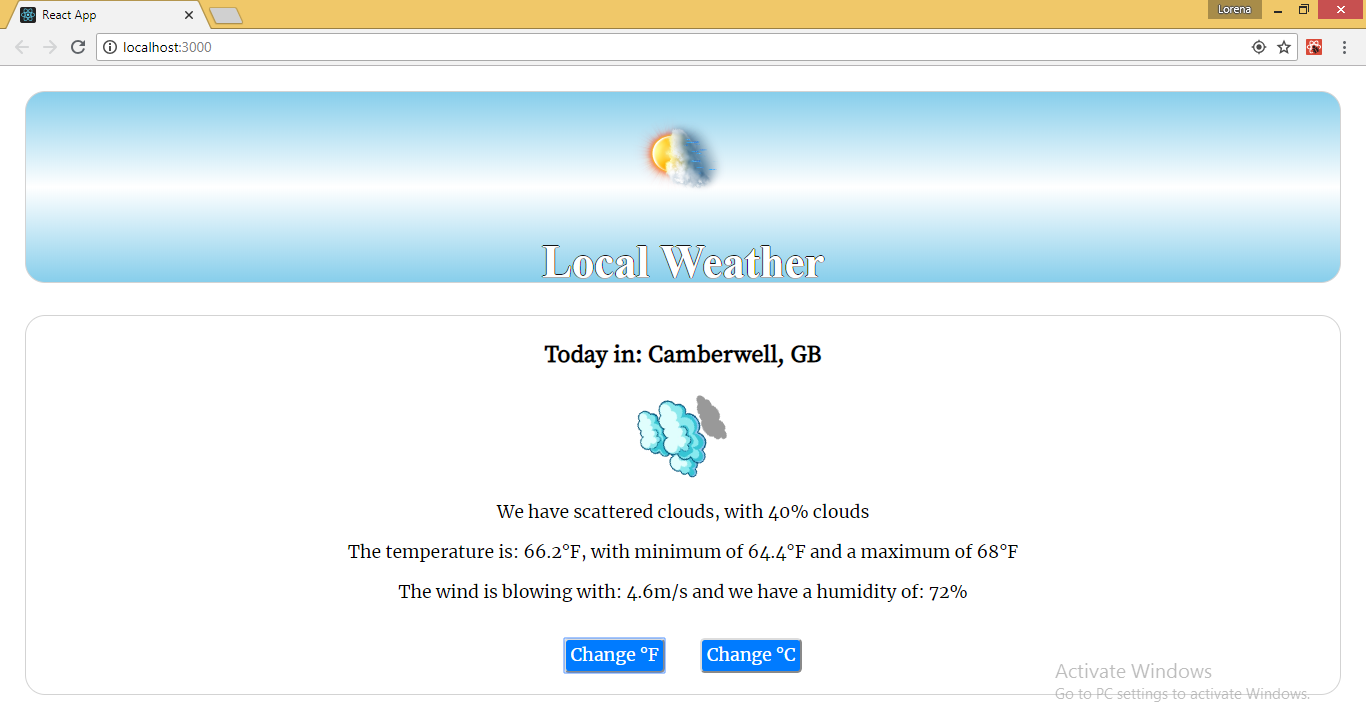 React App
Lorena
localhost:3000
Local Weather
Today in: Camberwell, GB
We have scattered clouds, with 40% clouds
The temperature is: 66.2°F, with minimum of 64.4°F and a maximum of 68°F
The wind is blowing with: 4.6m/s and we have a humidity of: 72%
Change °F Change °C
Activate Windows
Go to PC settings to activate Windows.